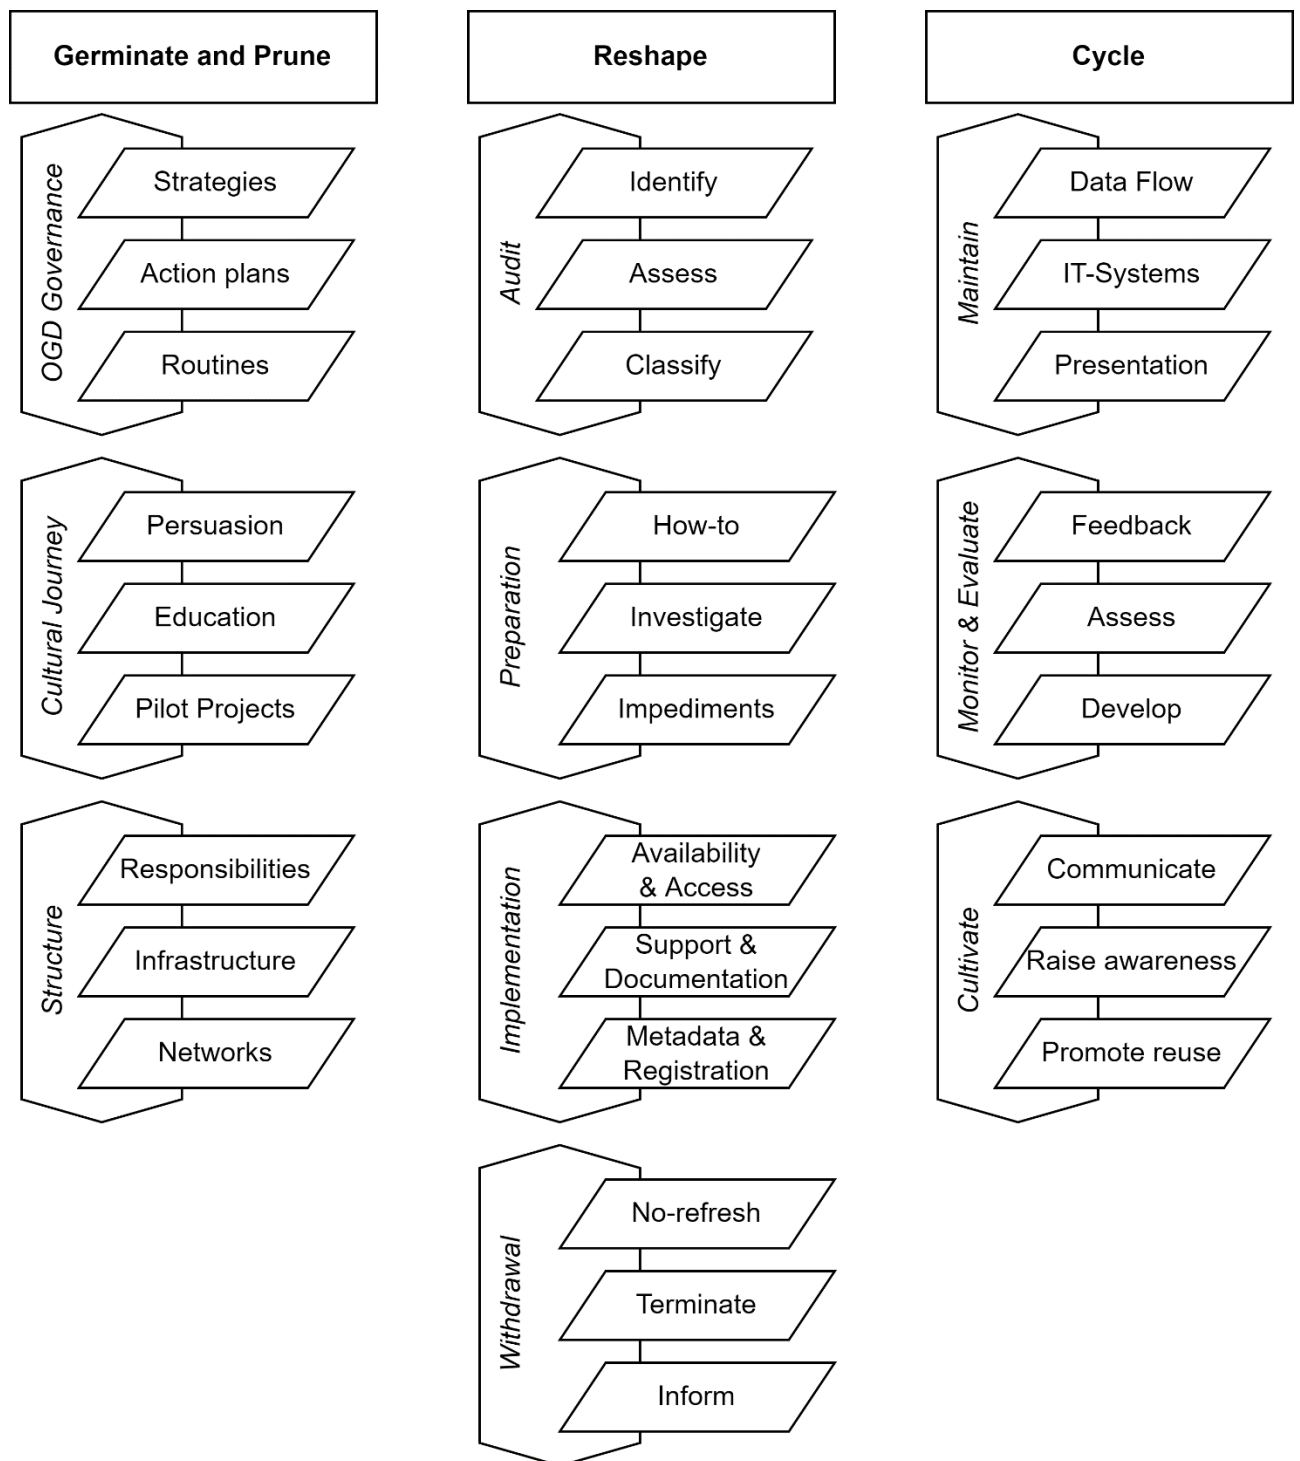 Germinate and Prune
OGD Governance
Strategies
Action plans
Routines
Cultural Journey
Persuasion
Education
Pilot Projects
Structure
Responsibilities
Infrastructure
Networks
Reshape
Audit
Identify
Assess
Classify
Preparation
How-to
Investigate
Impediments
Implementation
Availability
& Access
Support &
Documentation
Metadata &
Registration
Withdrawal
No-refresh
Terminate
Inform
Cycle
Maintain
Data Flow
IT-Systems
Presentation
Monitor & Evaluate
Feedback
Assess
Develop
Cultivate
Communicate
Raise awareness
Promote reuse